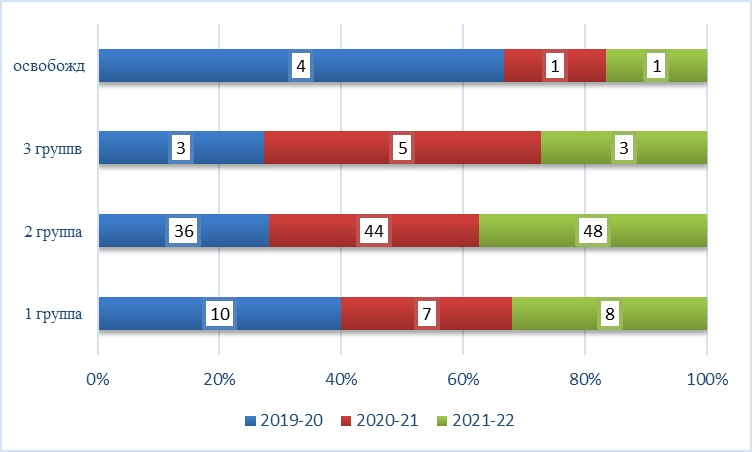 освобожд 4 1 1
3 группв 3 5 3
2 группа 36 44 48
1 группа 10 7 8
0% 20% 40% 60% 80% 100%
2019-20 2020-21 2021-22